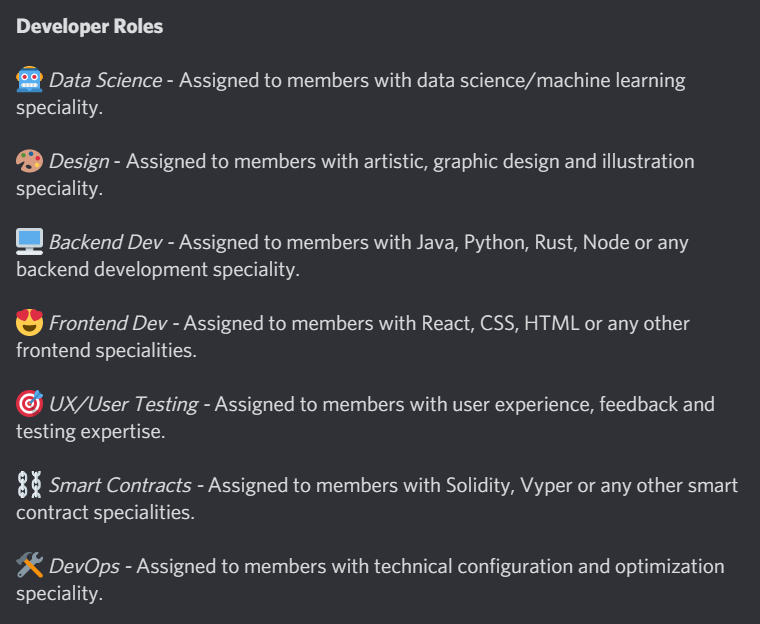 Developer Roles
🤖 Data Science - Assigned to members with data science/machine learning
speciality.
🎨 Design - Assigned to members with artistic, graphic design and illustration
speciality.
🖥️ Backend Dev - Assigned to members with Java, Python, Rust, Node or any
backend development speciality.
😍 Frontend Dev - Assigned to members with React, CSS, HTML or any other
frontend specialities.
🎯 UX/User Testing - Assigned to members with user experience, feedback and
testing expertise.
⛓️ Smart Contracts - Assigned to members with Solidity, Vyper or any other smart
contract specialities.
🛠️ DevOps - Assigned to members with technical configuration and optimization
speciality.